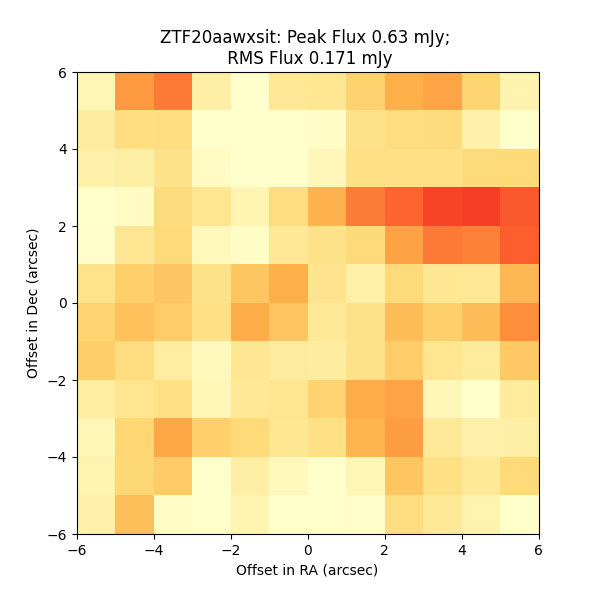 ZTF20aawxsit: Peak Flux 0.63 mJy;
RMS Flux 0.171 mJy
6
4
2
0
−2
−4
−6
Offset in Dec (arcsec)
−6 −4 −2 0 2 4 6
Offset in RA (arcsec)